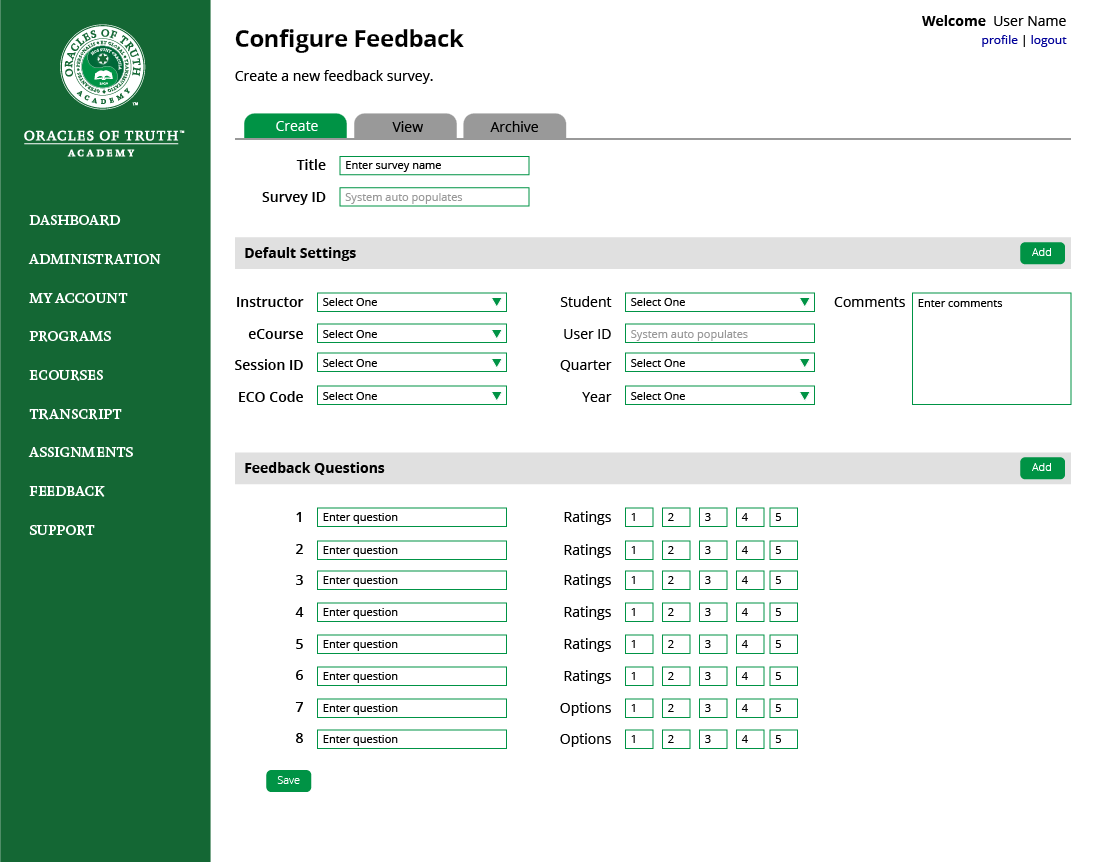 ORACLES OF TRUTH
ACADEMY
ORACLES OF TRUTH™
ACADEMY
DASHBOARD
ADMINISTRATION
MY ACCOUNT
PROGRAMS
ECOURSES
TRANSCRIPT
ASSIGNMENTS
FEEDBACK
SUPPORT
Welcome User Name
profile | logout
Configure Feedback
Create a new feedback survey.
Create View Archive
Title Enter survey name
Survey ID System auto populates
Default Settings Add
Instructor Select One Student Select One Comments Enter comments
eCourse Select One User ID System auto populates
Session ID Select One Quarter Select One
ECO Code Select One Year Select One
Feedback Questions Add
1 Enter question Ratings 1 2 3 4 5
2 Enter question Ratings 1 2 3 4 5
3 Enter question Ratings 1 2 3 4 5
4 Enter question Ratings 1 2 3 4 5
5 Enter question Ratings 1 2 3 4 5
6 Enter question Ratings 1 2 3 4 5
7 Enter question Options 1 2 3 4 5
8 Enter question Options 1 2 3 4 5
Save